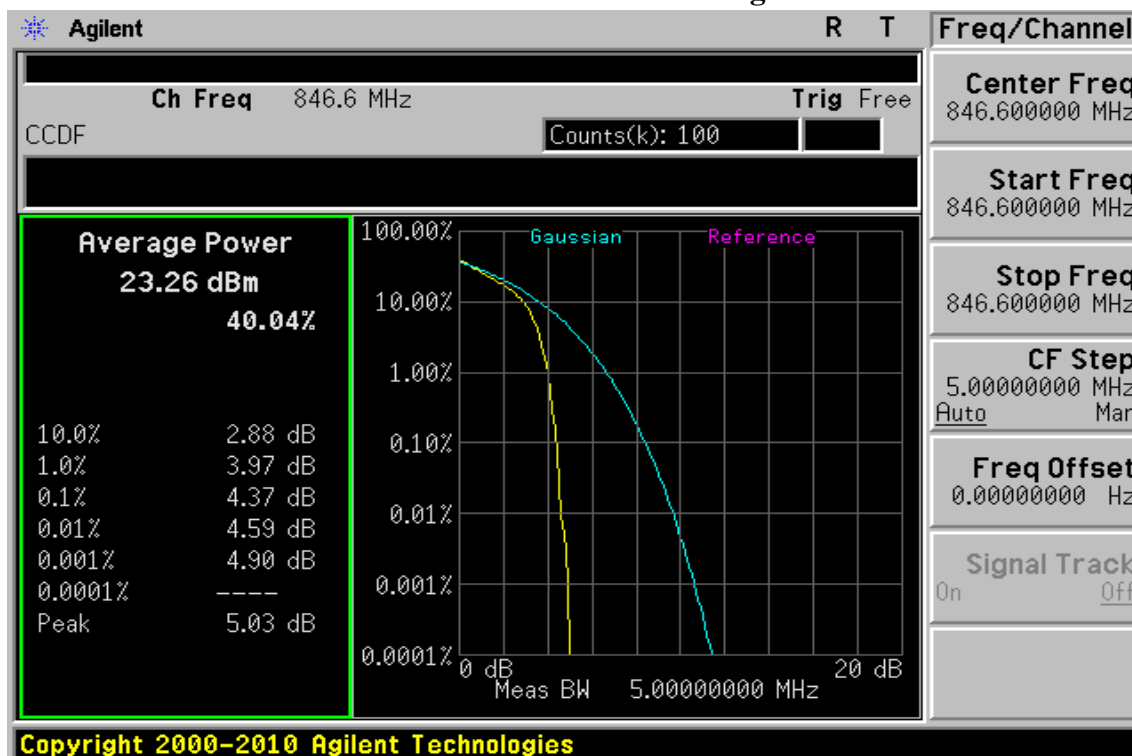 Agilent R T
Ch Freq 846.6 MHz Trig Free
CCDF Counts(k): 100
Average Power
23.26 dBm
40.04%
10.0% 2.88 dB
1.0% 3.97 dB
0.1% 4.37 dB
0.01% 4.59 dB
0.001% 4.90 dB
0.0001% ----
Peak 5.03 dB
Gaussian Reference
100.00%
10.00%
1.00%
0.10%
0.01%
0.001%
0.0001%
0 dB 20 dB
Meas BW 5.00000000 MHz
Freq/Channel
Center Freq
846.600000 MHz
Start Freq
846.600000 MHz
Stop Freq
846.600000 MHz
CF Step
5.00000000 MHz
Auto Man
Freq Offset
0.00000000 Hz
Signal Track
On Off
Copyright 2000-2010 Agilent Technologies